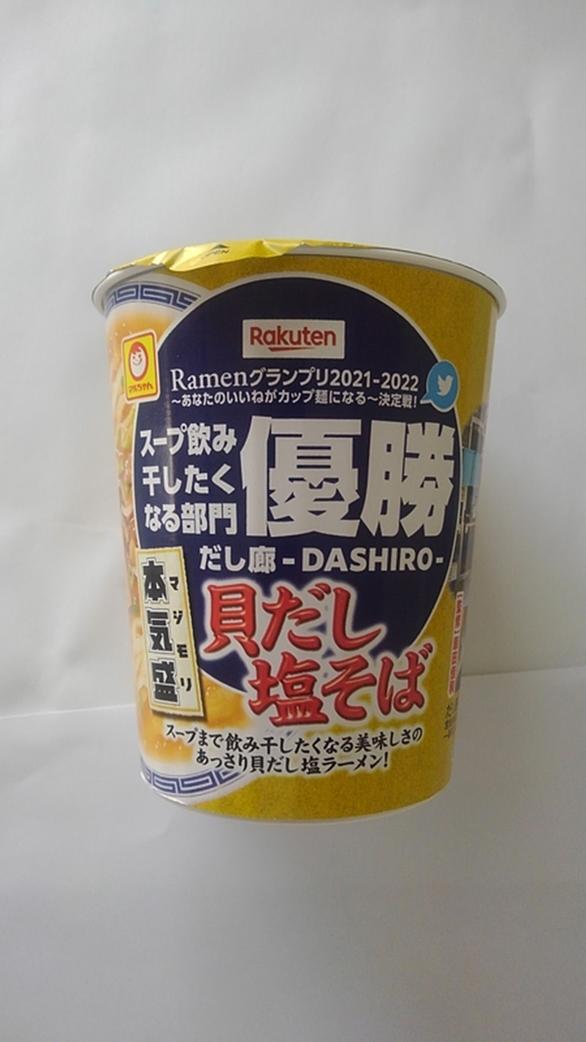 Rakuten
マルちゃん
Ramenグランプリ2021-2022
～あなたのいいねがカップ麺になる～決定戦!
スープ飲み
干したく
なる部門
優勝
だし廊 -DASHIRO-
本気盛
マジモリ
貝だし
塩そば
スープまで飲み干したくなる美味しさの
あっさり貝だし塩ラーメン!